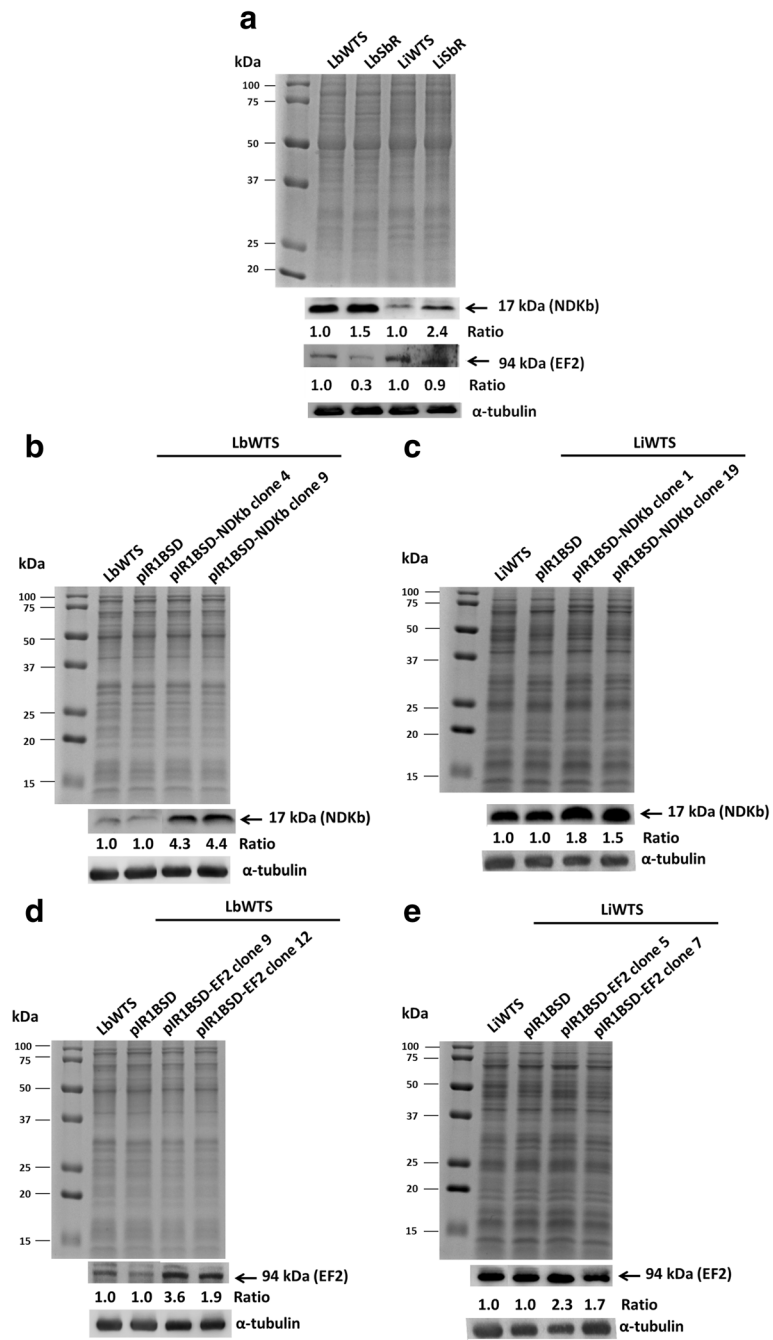 a
LbWTS LbSbR LiWTS LiSbR
kDa
100
75
50
37
25
20
17 kDa (NDKb)
1.0 1.5 1.0 2.4 Ratio
94 kDa (EF2)
1.0 0.3 1.0 0.9 Ratio
α-tubulin
b
LbWTS
LbWTS pIR1BSD pIR1BSD-NDKb clone 4 pIR1BSD-NDKb clone 9
kDa
100
75
50
37
25
20
15
17 kDa (NDKb)
1.0 1.0 4.3 4.4 Ratio
α-tubulin
c
LiWTS
LiWTS pIR1BSD pIR1BSD-NDKb clone 1 pIR1BSD-NDKb clone 19
kDa
100
75
50
37
25
20
15
17 kDa (NDKb)
1.0 1.0 1.8 1.5 Ratio
α-tubulin
d
LbWTS
LbWTS pIR1BSD pIR1BSD-EF2 clone 9 pIR1BSD-EF2 clone 12
kDa
100
75
50
37
25
20
15
94 kDa (EF2)
1.0 1.0 3.6 1.9 Ratio
α-tubulin
e
LiWTS
LiWTS pIR1BSD pIR1BSD-EF2 clone 5 pIR1BSD-EF2 clone 7
kDa
100
75
50
37
25
20
15
94 kDa (EF2)
1.0 1.0 2.3 1.7 Ratio
α-tubulin